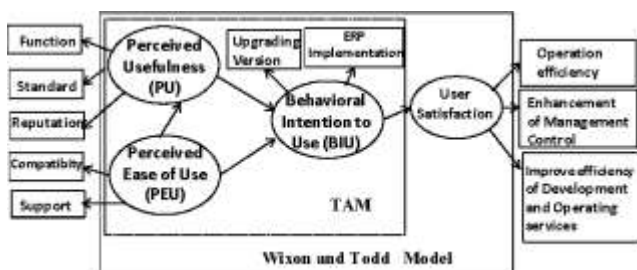 Function
Standard
Reputation
Compatibity
Support
Perceived
Usefulness
(PU)
Perceived
Ease of Use
(PEU)
Upgrading
Version
ERP
Implementation
Behavioral
Intention to
Use (BIU)
TAM
User
Satisfaction
Operation
efficiency
Enhancement
of Management
Control
Improve efficiency
of Development
and Operating
services
Wixon and Todd Model